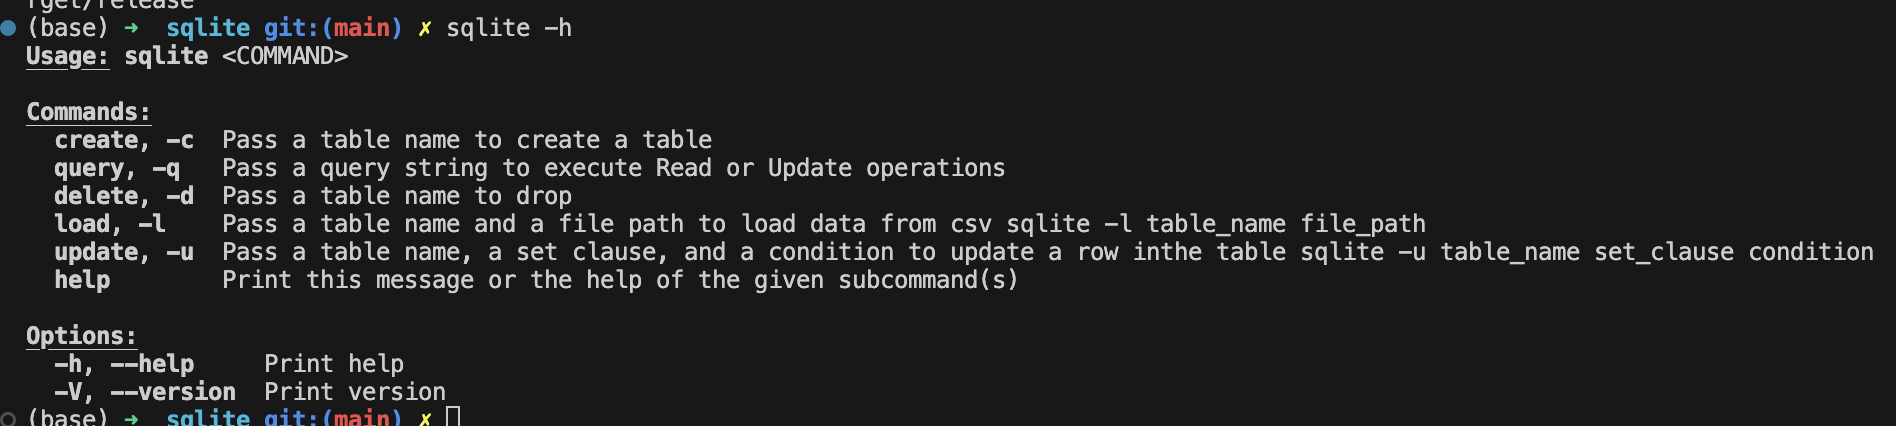 rget/release
(base) ➜ sqlite git:(main) ✗ sqlite -h
Usage: sqlite <COMMAND>
Commands:
create, -c Pass a table name to create a table
query, -q Pass a query string to execute Read or Update operations
delete, -d Pass a table name to drop
load, -l Pass a table name and a file path to load data from csv sqlite -l table_name file_path
update, -u Pass a table name, a set clause, and a condition to update a row inthe table sqlite -u table_name set_clause condition
help Print this message or the help of the given subcommand(s)
Options:
-h, --help Print help
-V, --version Print version
(base) ➜ sqlite git:(main) ✗